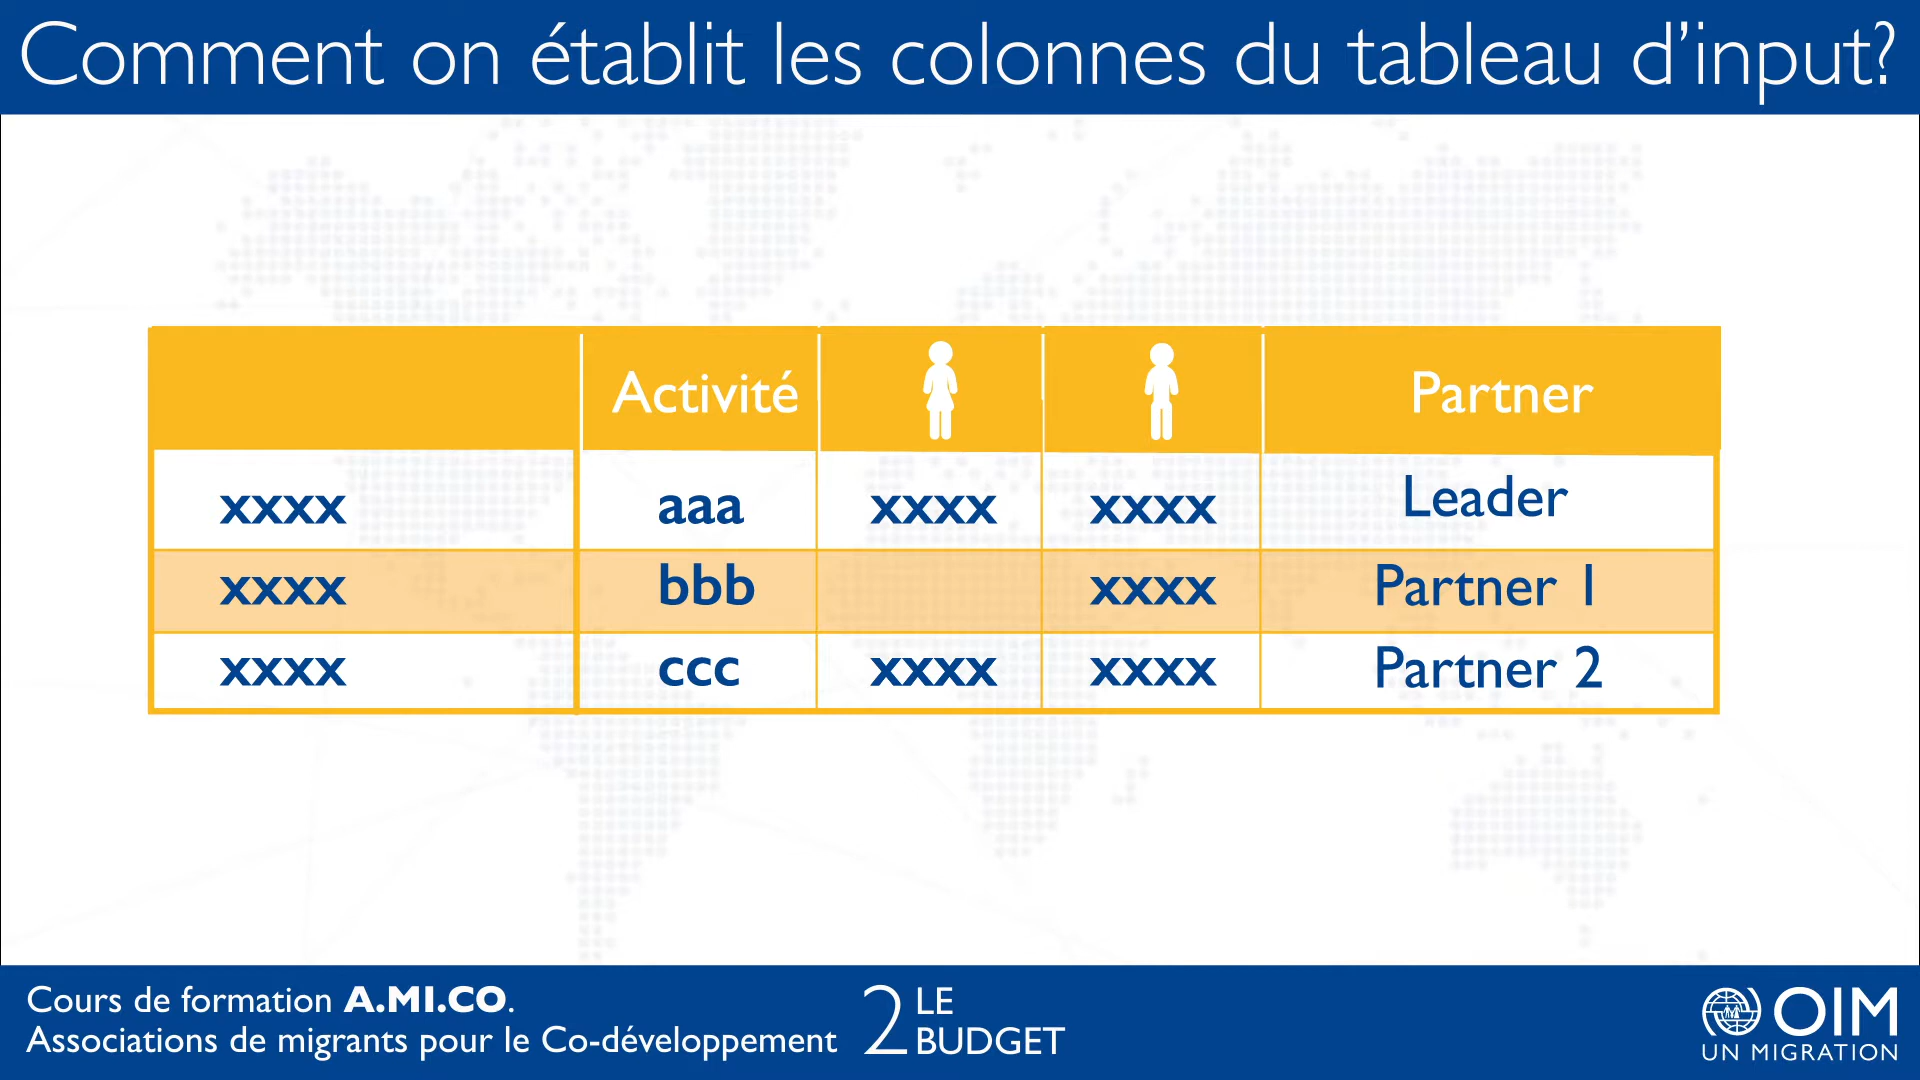 Comment on établit les colonnes du tableau d’input?
Activité Partner
xxxx aaa xxxx xxxx Leader
xxxx bbb xxxx Partner 1
xxxx ccc xxxx xxxx Partner 2
Cours de formation A.MI.CO.
Associations de migrants pour le Co-développement
2 LE
BUDGET
OIM
UN MIGRATION